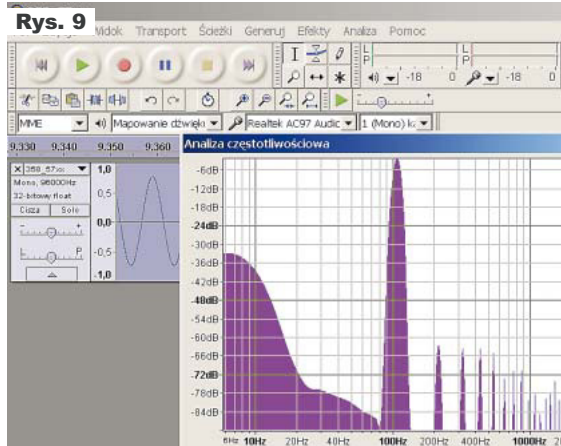 Rys. 9
Widok Transport Ścieżki Generuj Efekty Analiza Pomoc
L
P
-18 0
L
P
-18 0
MME Mapowanie dźwięku Realtek AC97 Audio 1 (Mono)
9.330 9.340 9.350 9.360
Analiza częstotliwościowa
Mono, 96000Hz
32-bitowy float
Cisza Solo
- +
L P
1,0
0,5
0,0
-0,5
-1,0
-6dB
-12dB
-18dB
-24dB
-30dB
-36dB
-42dB
-48dB
-54dB
-60dB
-66dB
-72dB
-78dB
-84dB
6Hz 10Hz 20Hz 40Hz 100Hz 200Hz 400Hz 1000Hz